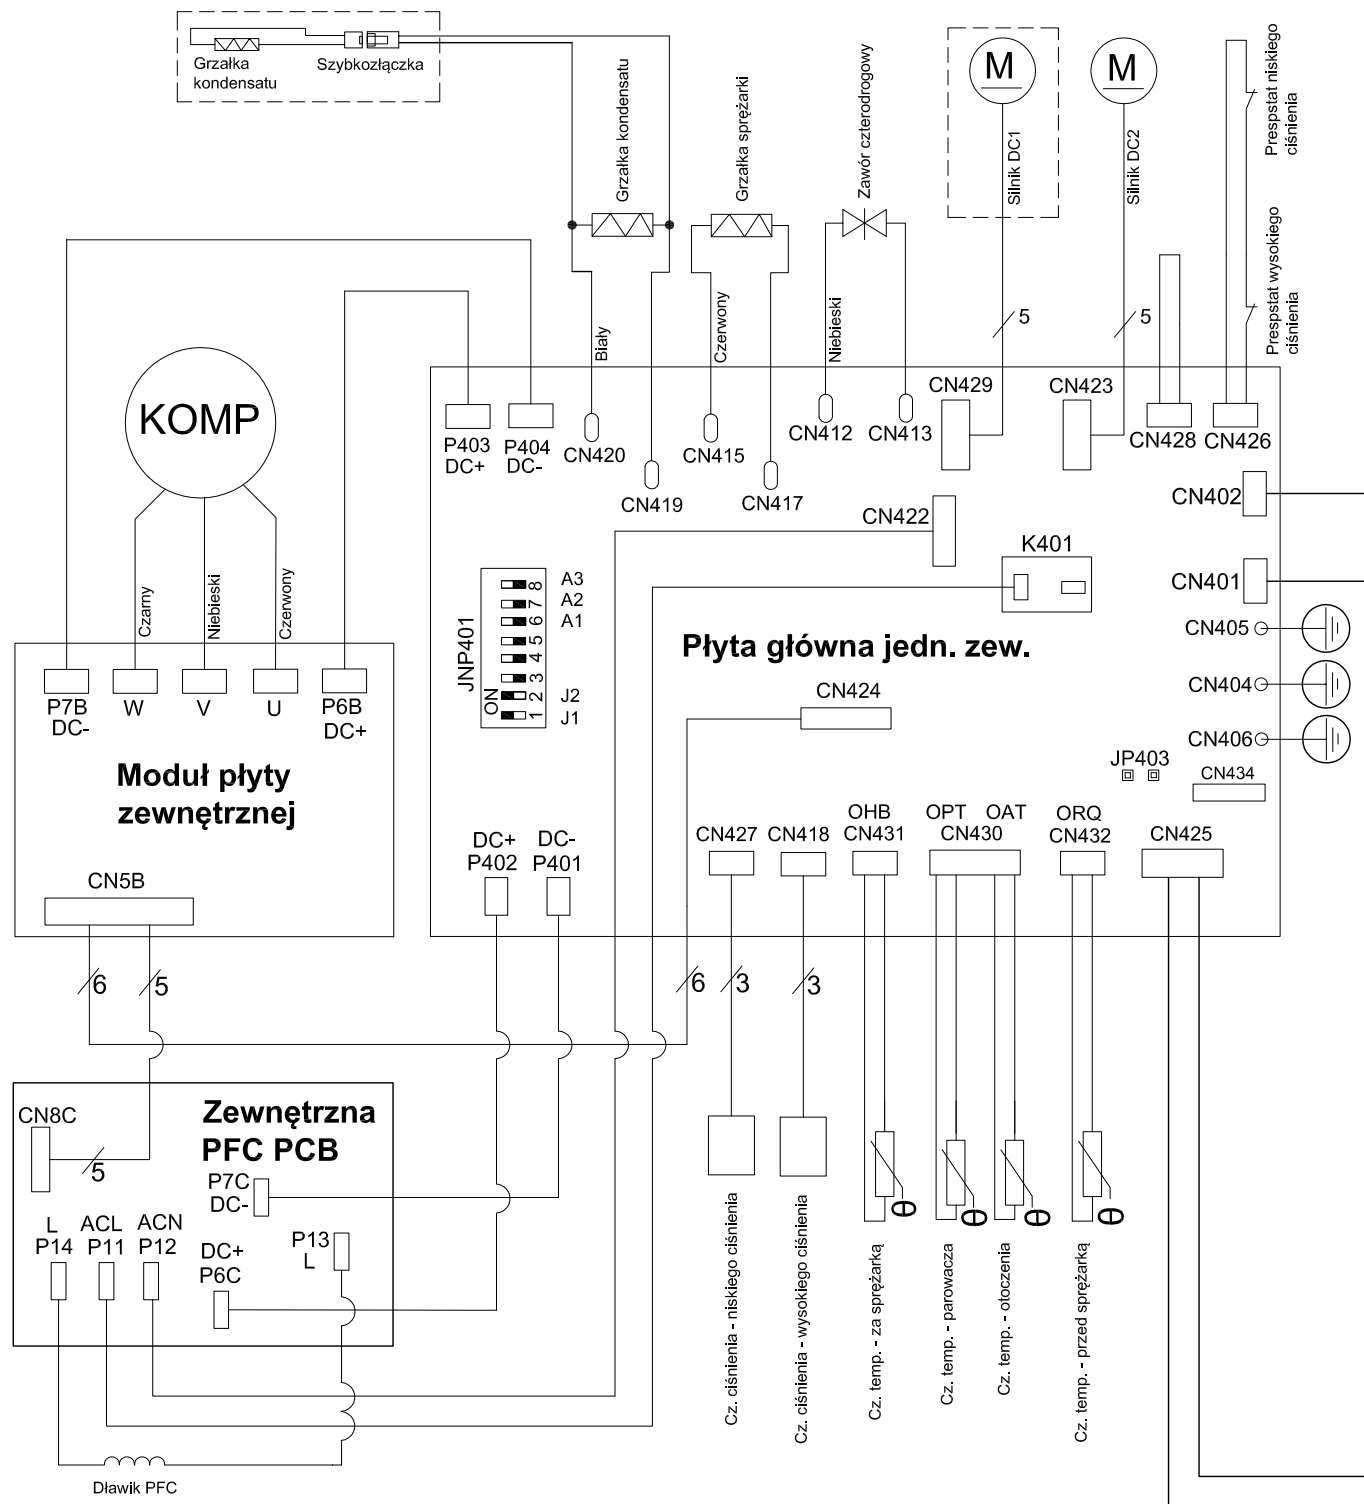 Grzałka
kondensatu
Szybkozłączka
Grzałka kondensatu
Grzałka sprężarki
Zawór czterodrogowy
M
Silnik DC1
M
Silnik DC2
Prespstat niskiego
ciśnienia
Prespstat wysokiego
ciśnienia
Biały
Czerwony
Niebieski
5
5
KOMP
Czarny
Niebieski
Czerwony
P403
DC+
P404
DC-
CN420
CN419
CN415
CN417
CN412
CN413
CN429
CN423
CN428
CN426
CN402
CN422
K401
CN401
CN405
CN404
CN406
JNP401
ON
8
7
6
5
4
3
2
1
A3
A2
A1
J2
J1
Płyta główna jedn. zew.
CN424
JP403
CN434
P7B
DC-
W
V
U
P6B
DC+
Moduł płyty
zewnętrznej
CN5B
DC+
P402
DC-
P401
CN427
CN418
OHB
CN431
OPT
OAT
CN430
ORQ
CN432
CN425
6
5
6
3
3
Zewnętrzna
PFC PCB
CN8C
5
P7C
DC-
L
P14
ACL
P11
ACN
P12
DC+
P6C
P13
L
Dławik PFC
θ
θ
θ
θ
Cz. ciśnienia - niskiego ciśnienia
Cz. ciśnienia - wysokiego ciśnienia
Cz. temp. - za sprężarką
Cz. temp. - parowacza
Cz. temp. - otoczenia
Cz. temp. - przed sprężarką